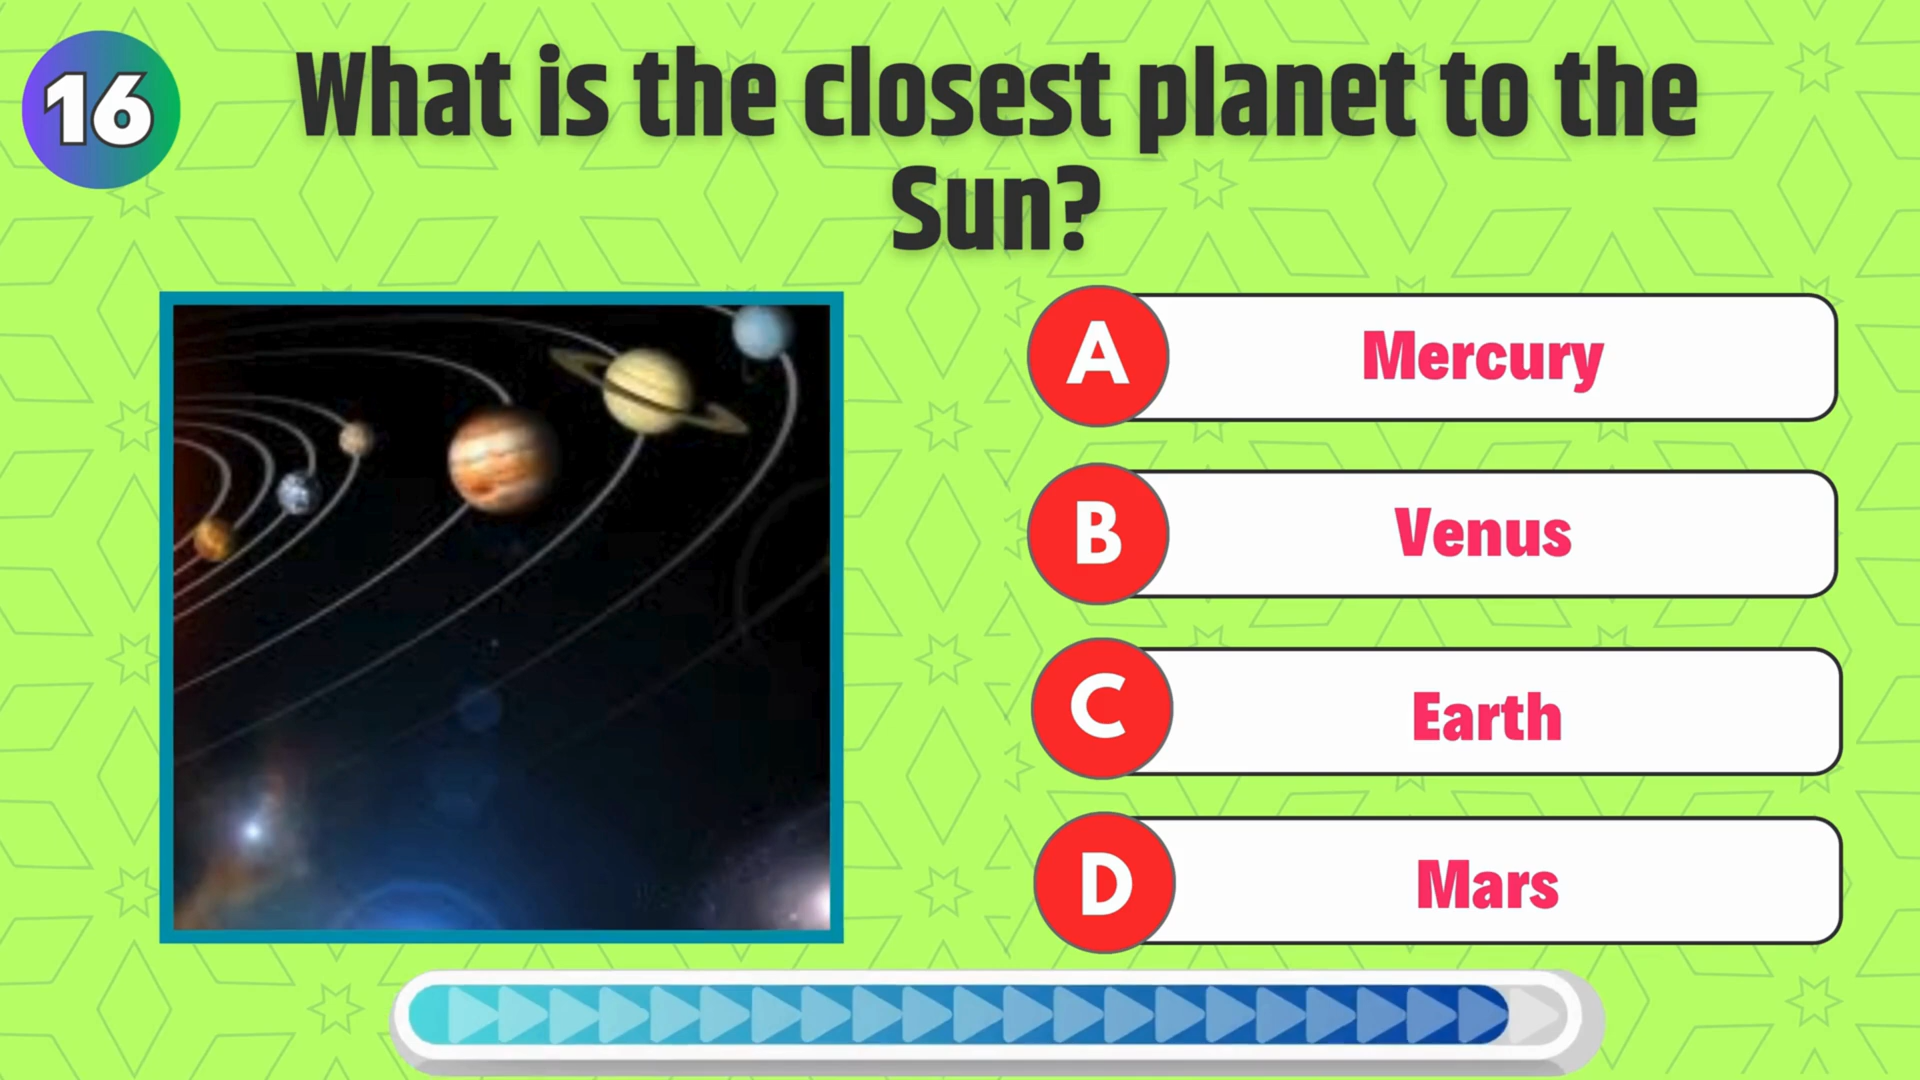 16
What is the closest planet to the
Sun?
A
Mercury
B
Venus
C
Earth
D
Mars